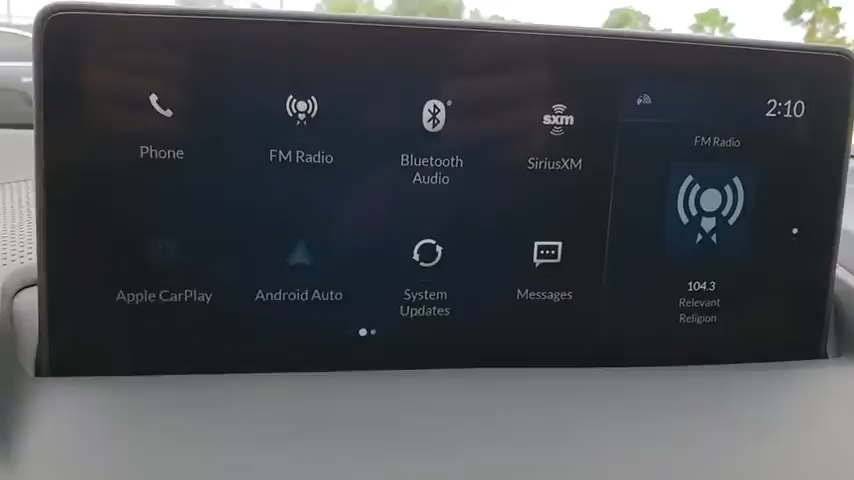 Phone
FM Radio
Bluetooth
Audio
sxm
SiriusXM
Apple CarPlay
Android Auto
System
Updates
Messages
2:10
FM Radio
104.3
Relevant
Religion